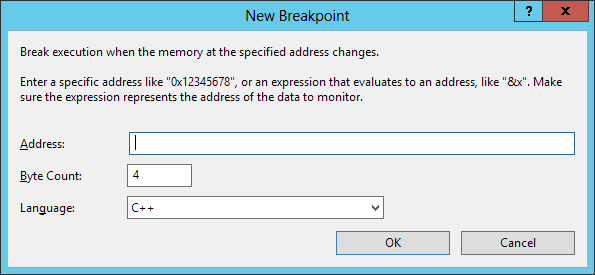 New Breakpoint
?
x
Break execution when the memory at the specified address changes.
Enter a specific address like "0x12345678", or an expression that evaluates to an address, like "&x". Make
sure the expression represents the address of the data to monitor.
Address:
Byte Count: 4
Language: C++
OK Cancel